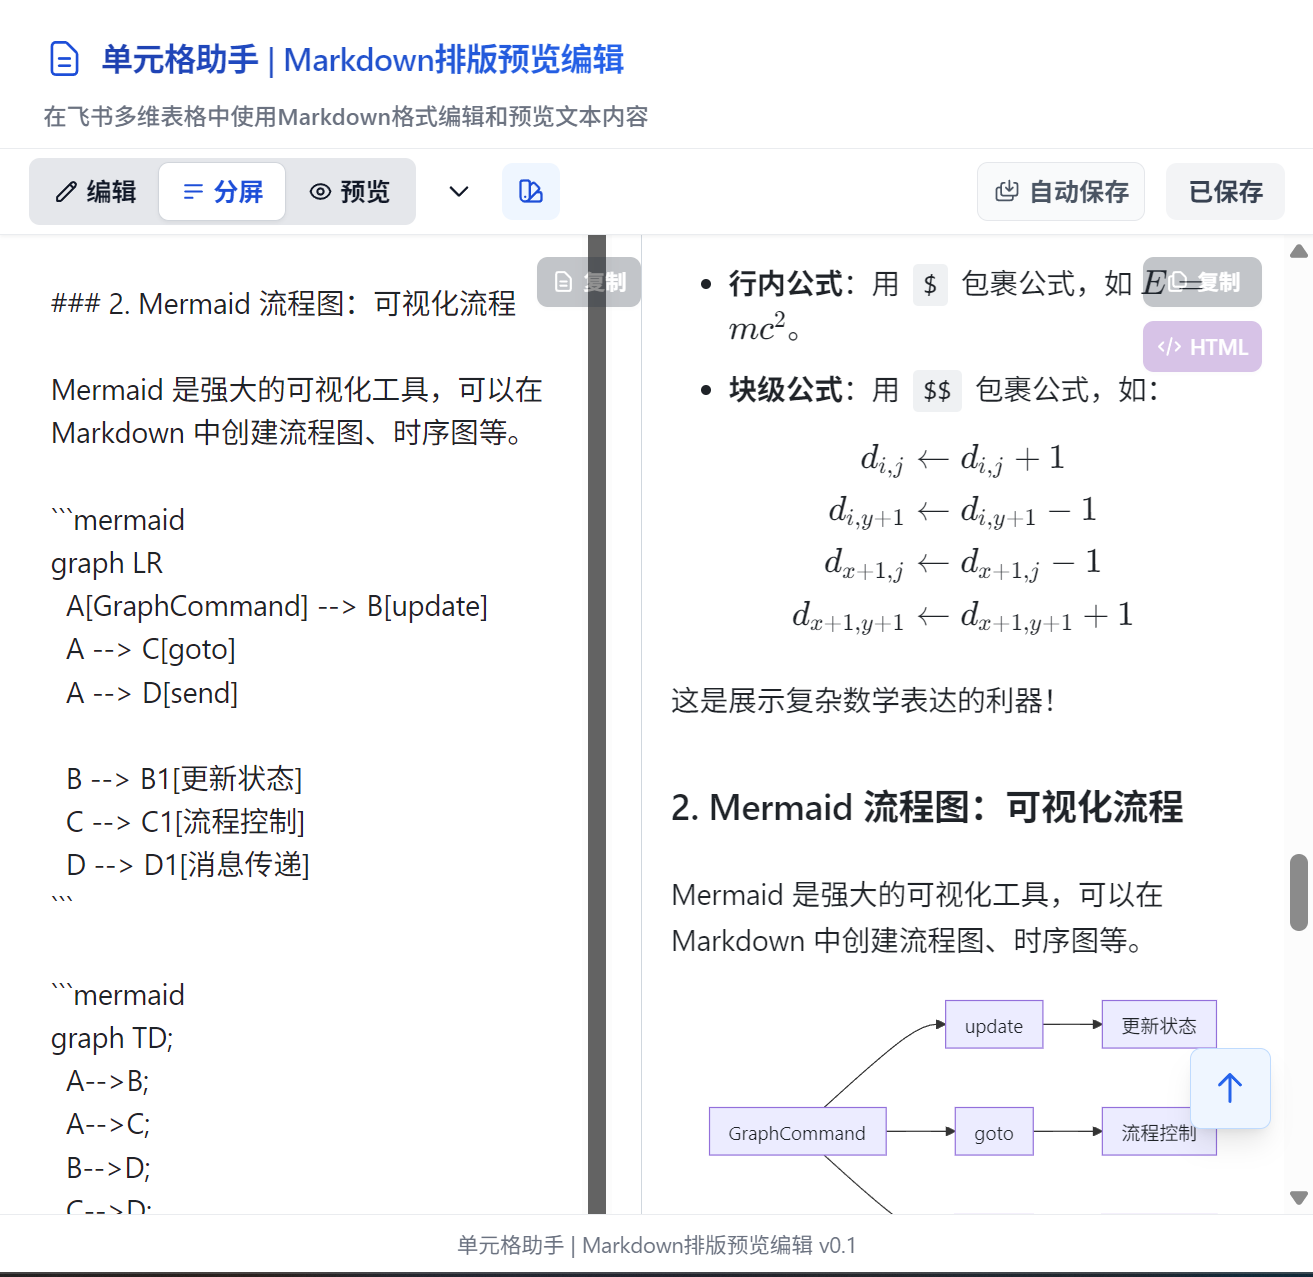 单元格助手 | Markdown排版预览编辑
在飞书多维表格中使用Markdown格式编辑和预览文本内容
编辑 分屏 预览 自动保存 已保存
复制
### 2. Mermaid 流程图：可视化流程
Mermaid 是强大的可视化工具，可以在
Markdown 中创建流程图、时序图等。
```mermaid
graph LR
A[GraphCommand] --> B[update]
A --> C[goto]
A --> D[send]
B --> B1[更新状态]
C --> C1[流程控制]
D --> D1[消息传递]
```
```mermaid
graph TD;
A-->B;
A-->C;
B-->D;
C-->D;
• 行内公式：用 $ 包裹公式，如 E =
mc²。
复制
HTML
• 块级公式：用 $$ 包裹公式，如：
d_{i,j} ← d_{i,j} + 1
d_{i,y+1} ← d_{i,y+1} − 1
d_{x+1,j} ← d_{x+1,j} − 1
d_{x+1,y+1} ← d_{x+1,y+1} + 1
这是展示复杂数学表达的利器！
2. Mermaid 流程图：可视化流程
Mermaid 是强大的可视化工具，可以在
Markdown 中创建流程图、时序图等。
update 更新状态
GraphCommand goto 流程控制
单元格助手 | Markdown排版预览编辑 v0.1